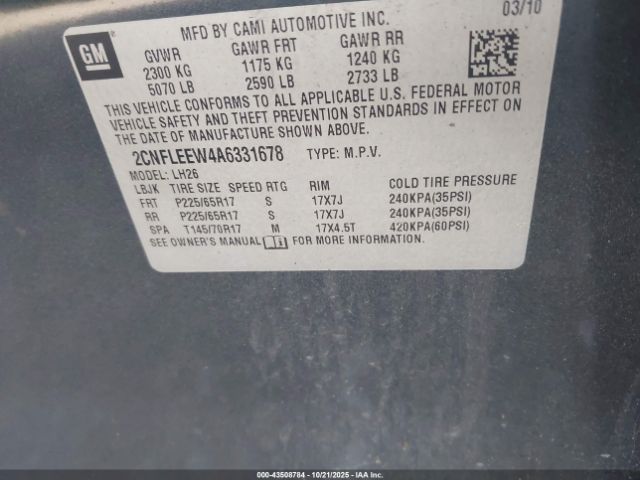 03/10
MFD BY CAMI AUTOMOTIVE INC.
GM
GVWR GAWR FRT GAWR RR
2300 KG 1175 KG 1240 KG
5070 LB 2590 LB 2733 LB
THIS VEHICLE CONFORMS TO ALL APPLICABLE U.S. FEDERAL MOTOR
VEHICLE SAFETY AND THEFT PREVENTION STANDARDS IN EFFECT ON
THE DATE OF MANUFACTURE SHOWN ABOVE.
2CNFLEEW4A6331678 TYPE: M.P.V.
MODEL: LH26
LBJK TIRE SIZE SPEED RTG RIM COLD TIRE PRESSURE
FRT P225/65R17 S 17X7J 240KPA(35PSI)
RR P225/65R17 S 17X7J 240KPA(35PSI)
SPA T145/70R17 M 17X4.5T 420KPA(60PSI)
SEE OWNER'S MANUAL FOR MORE INFORMATION.
000-43508784 - 10/21/2025 - IAA Inc.